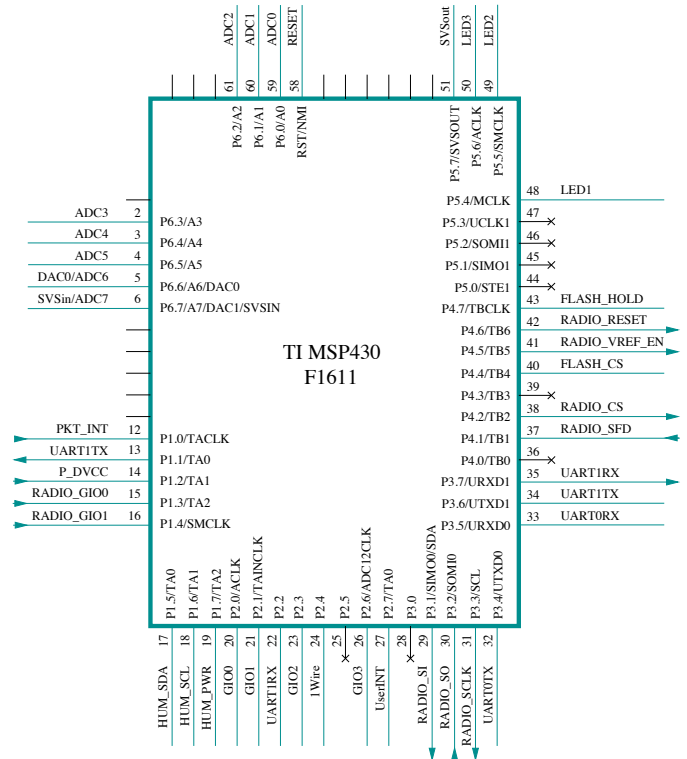 ADC2
ADC1
ADC0
RESET
61
60
59
58
P6.2/A2
P6.1/A1
P6.0/A0
RST/NMI
SVSout
LED3
LED2
51
50
49
P5.7/SVSOUT
P5.6/ACLK
P5.5/SMCLK
ADC3 2 P6.3/A3
ADC4 3 P6.4/A4
ADC5 4 P6.5/A5
DAC0/ADC6 5 P6.6/A6/DAC0
SVSin/ADC7 6 P6.7/A7/DAC1/SVSIN
P5.4/MCLK 48 LED1
P5.3/UCLK1 47
P5.2/SOMI1 46
P5.1/SIMO1 45
P5.0/STE1 44
P4.7/TBCLK 43 FLASH_HOLD
P4.6/TB6 42 RADIO_RESET
P4.5/TB5 41 RADIO_VREF_EN
P4.4/TB4 40 FLASH_CS
P4.3/TB3 39
P4.2/TB2 38 RADIO_CS
P4.1/TB1 37 RADIO_SFD
P4.0/TB0 36
P3.7/URXD1 35 UART1RX
P3.6/UTXD1 34 UART1TX
P3.5/URXD0 33 UART0RX
TI MSP430
F1611
PKT_INT 12 P1.0/TACLK
UART1TX 13 P1.1/TA0
P_DVCC 14 P1.2/TA1
RADIO_GIO0 15 P1.3/TA2
RADIO_GIO1 16 P1.4/SMCLK
P1.5/TA0
P1.6/TA1
P1.7/TA2
P2.0/ACLK
P2.1/TAINCLK
P2.2
P2.3
P2.4
P2.5
P2.6/ADC12CLK
P2.7/TA0
P3.0
P3.1/SIMO0/SDA
P3.2/SOMI0
P3.3/SCL
P3.4/UTXD0
17
18
19
20
21
22
23
24
25
26
27
28
29
30
31
32
HUM_SDA
HUM_SCL
HUM_PWR
GIO0
GIO1
UART1RX
GIO2
1Wire
GIO3
UserINT
RADIO_SI
RADIO_SO
RADIO_SCLK
UART0TX